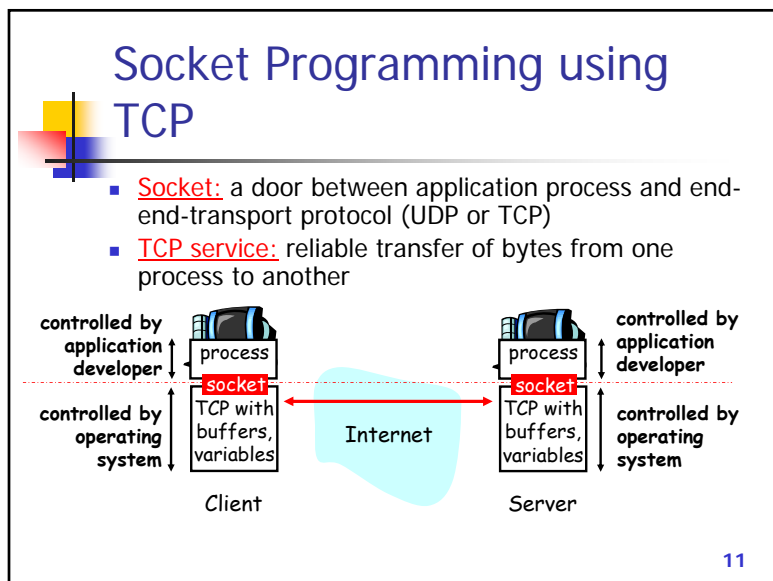 Socket Programming using
TCP
Socket: a door between application process and end-
end-transport protocol (UDP or TCP)
TCP service: reliable transfer of bytes from one
process to another
controlled by
application
developer
process
socket
controlled by
operating
system
TCP with
buffers,
variables
Client
Internet
process
socket
TCP with
buffers,
variables
Server
controlled by
application
developer
controlled by
operating
system
11